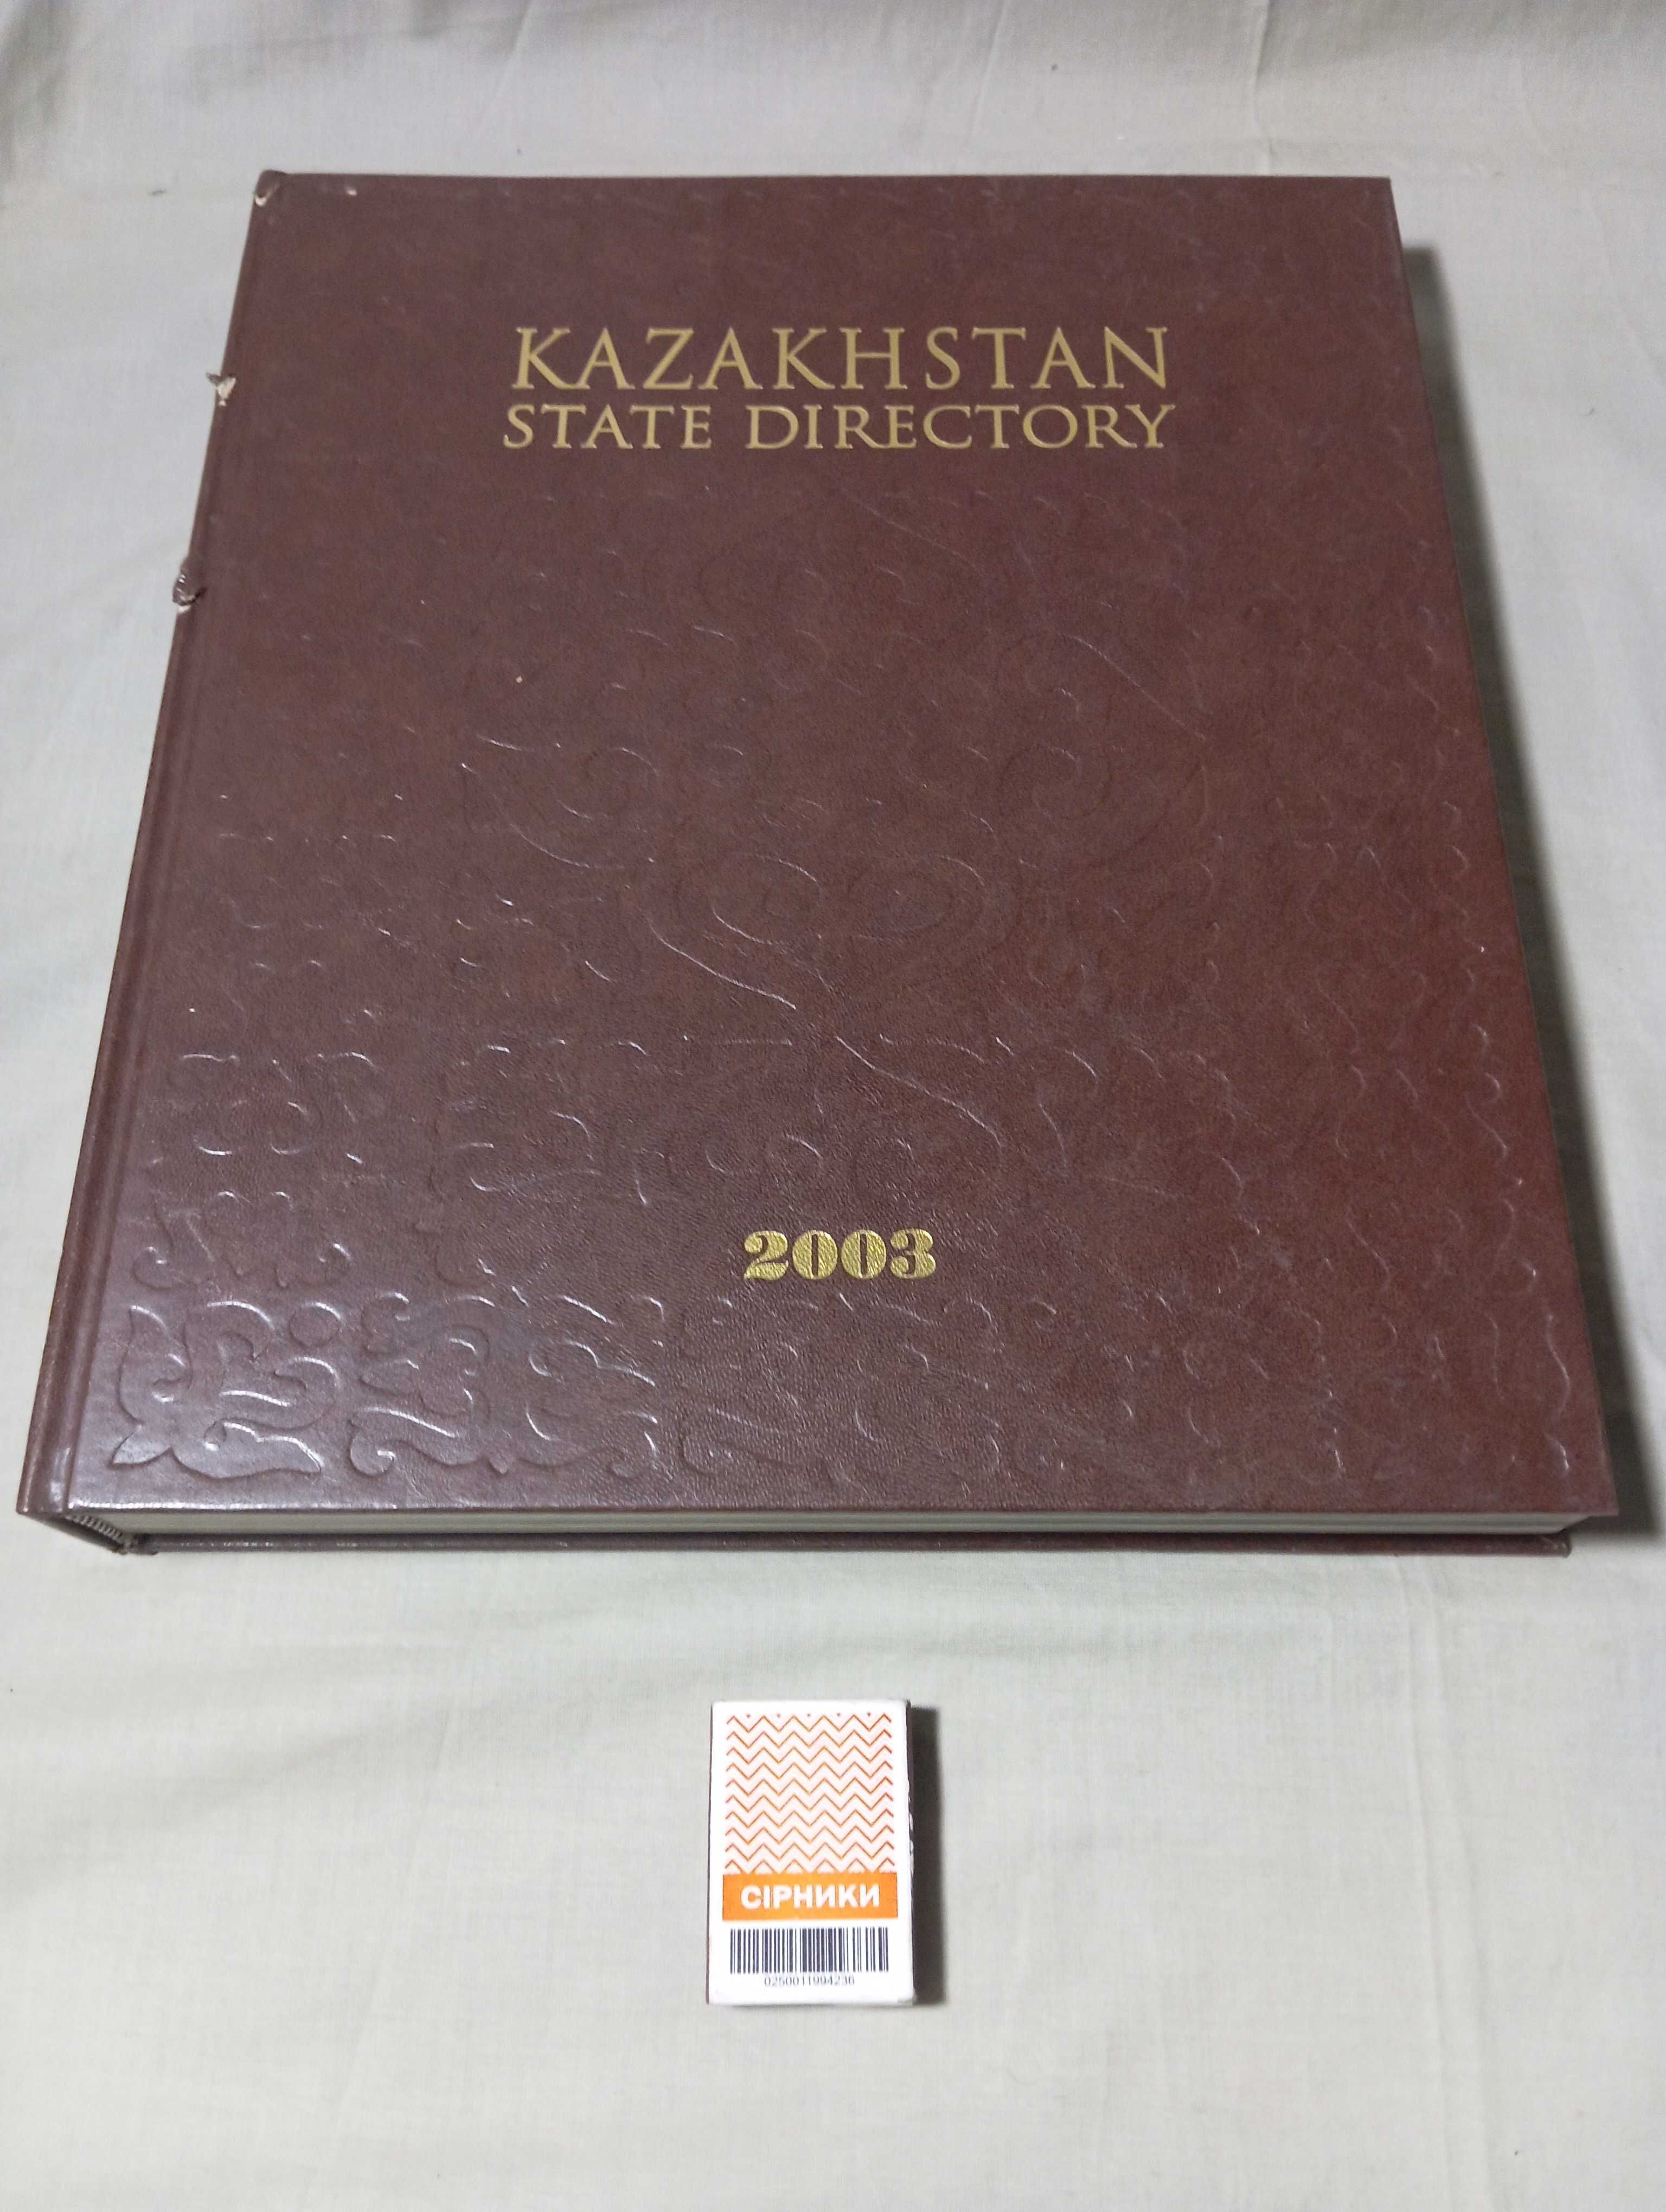 KAZAKHSTAN
STATE DIRECTORY
2003
СІРНИКИ
0250011994236